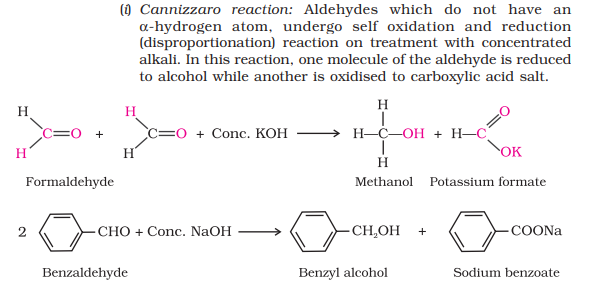 (i) Cannizzaro reaction: Aldehydes which do not have an
α-hydrogen atom, undergo self oxidation and reduction
(disproportionation) reaction on treatment with concentrated
alkali. In this reaction, one molecule of the aldehyde is reduced
to alcohol while another is oxidised to carboxylic acid salt.
H H H O
C=O + C=O + Conc. KOH ⟶ H—C—OH + H—C
H H H OK
Formaldehyde Methanol Potassium formate
2 CHO + Conc. NaOH ⟶ CH₂OH + COONa
Benzaldehyde Benzyl alcohol Sodium benzoate